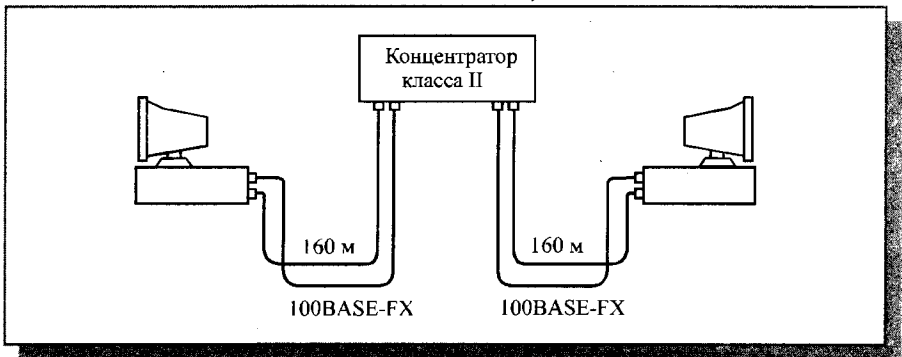 Концентратор
класса II
160 м
160 м
100BASE-FX
100BASE-FX